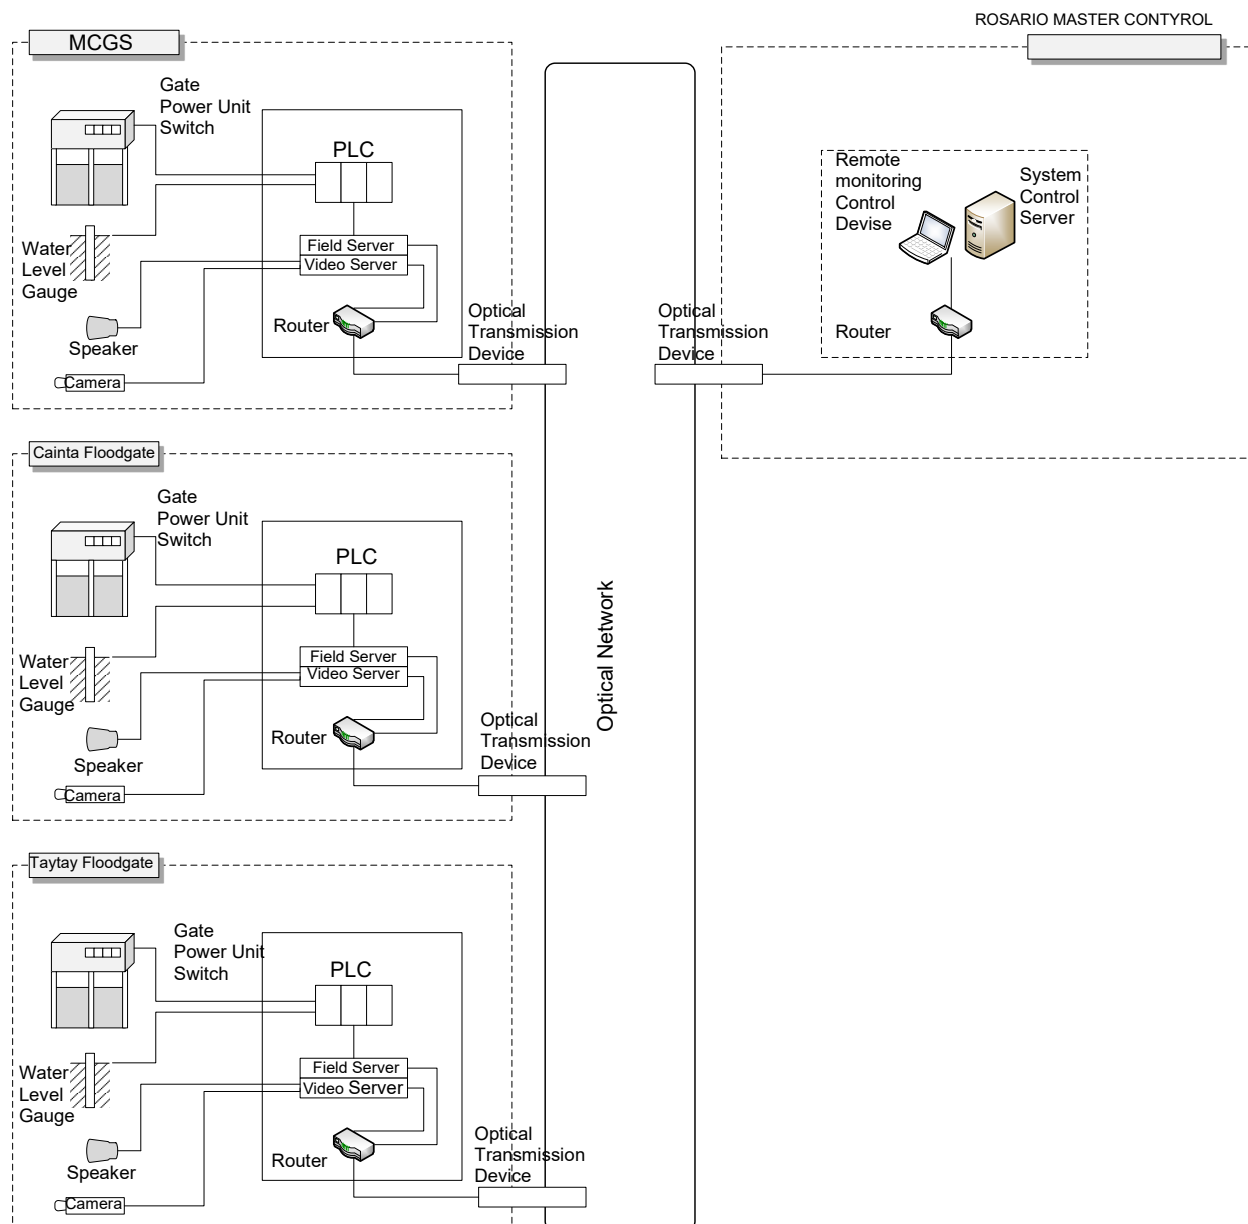 ROSARIO MASTER CONTYROL
MCGS
Gate
Power Unit
Switch
PLC
Water
Level
Gauge
Field Server
Video Server
Router
Speaker
Camera
Optical
Transmission
Device
Optical
Transmission
Device
Remote
monitoring
Control
Devise
System
Control
Server
Router
Cainta Floodgate
Gate
Power Unit
Switch
PLC
Water
Level
Gauge
Field Server
Video Server
Router
Speaker
Camera
Optical
Transmission
Device
Optical Network
Taytay Floodgate
Gate
Power Unit
Switch
PLC
Water
Level
Gauge
Field Server
Video Server
Router
Speaker
Camera
Optical
Transmission
Device